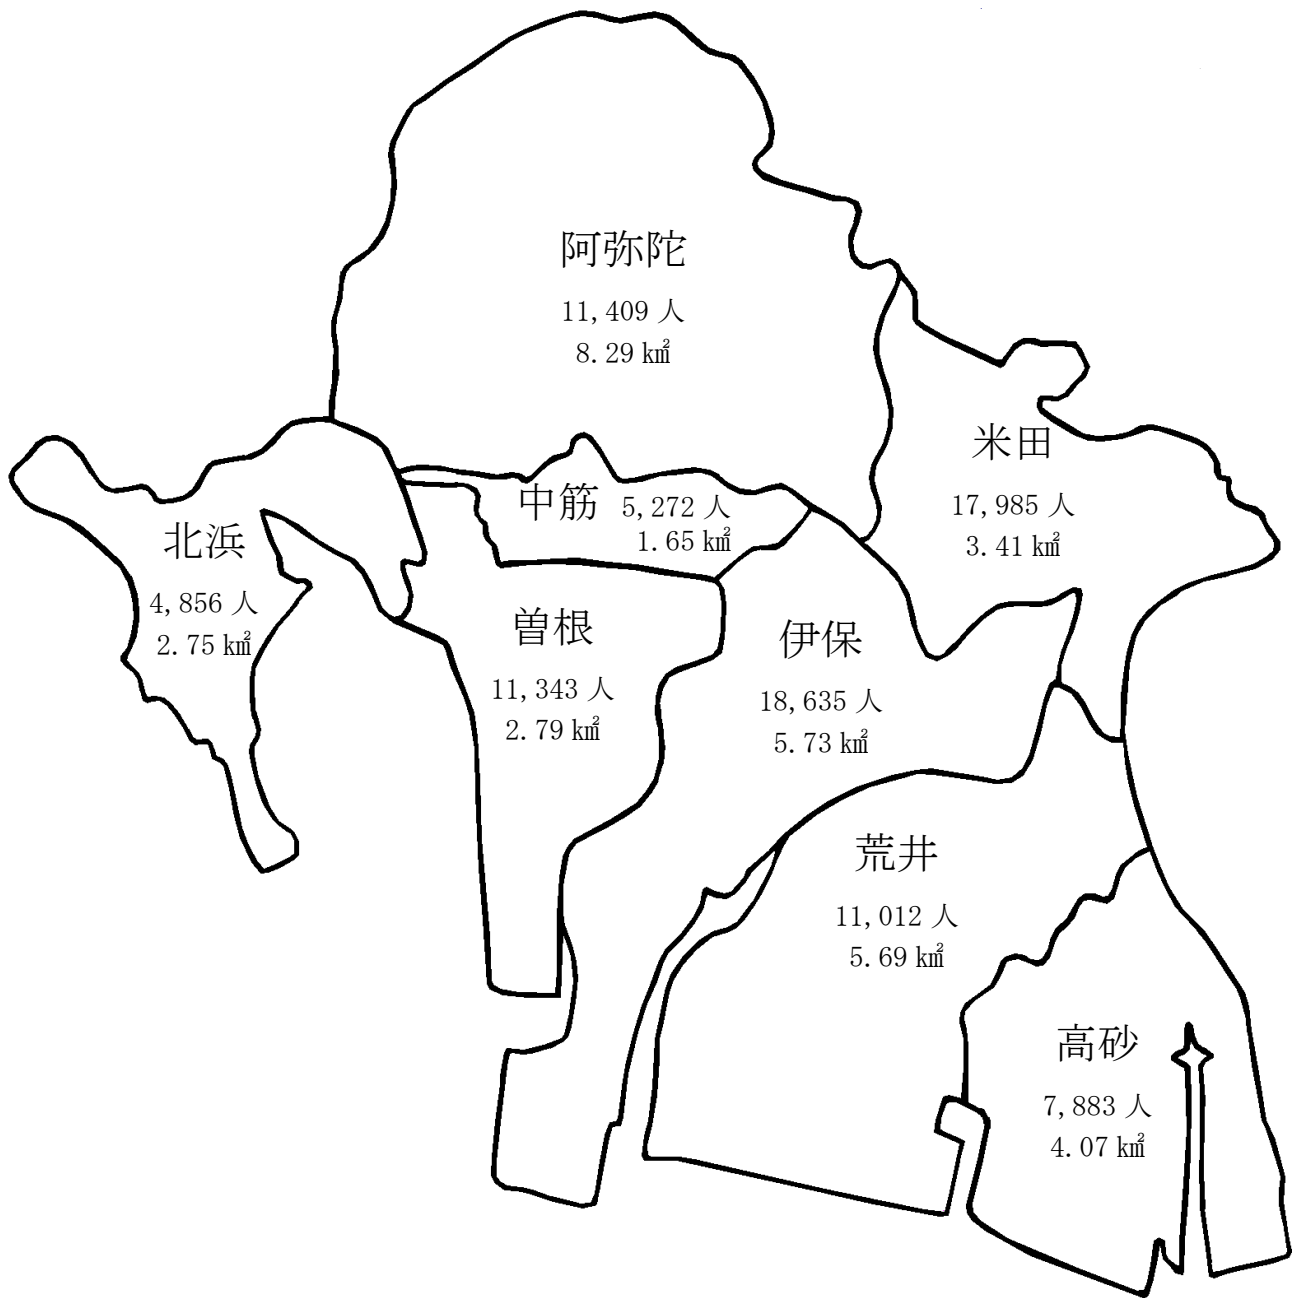 阿弥陀
11,409 人
8.29 ㎢
米田
17,985 人
3.41 ㎢
中筋 5,272 人
1.65 ㎢
北浜
4,856 人
2.75 ㎢
曽根
11,343 人
2.79 ㎢
伊保
18,635 人
5.73 ㎢
荒井
11,012 人
5.69 ㎢
高砂
7,883 人
4.07 ㎢